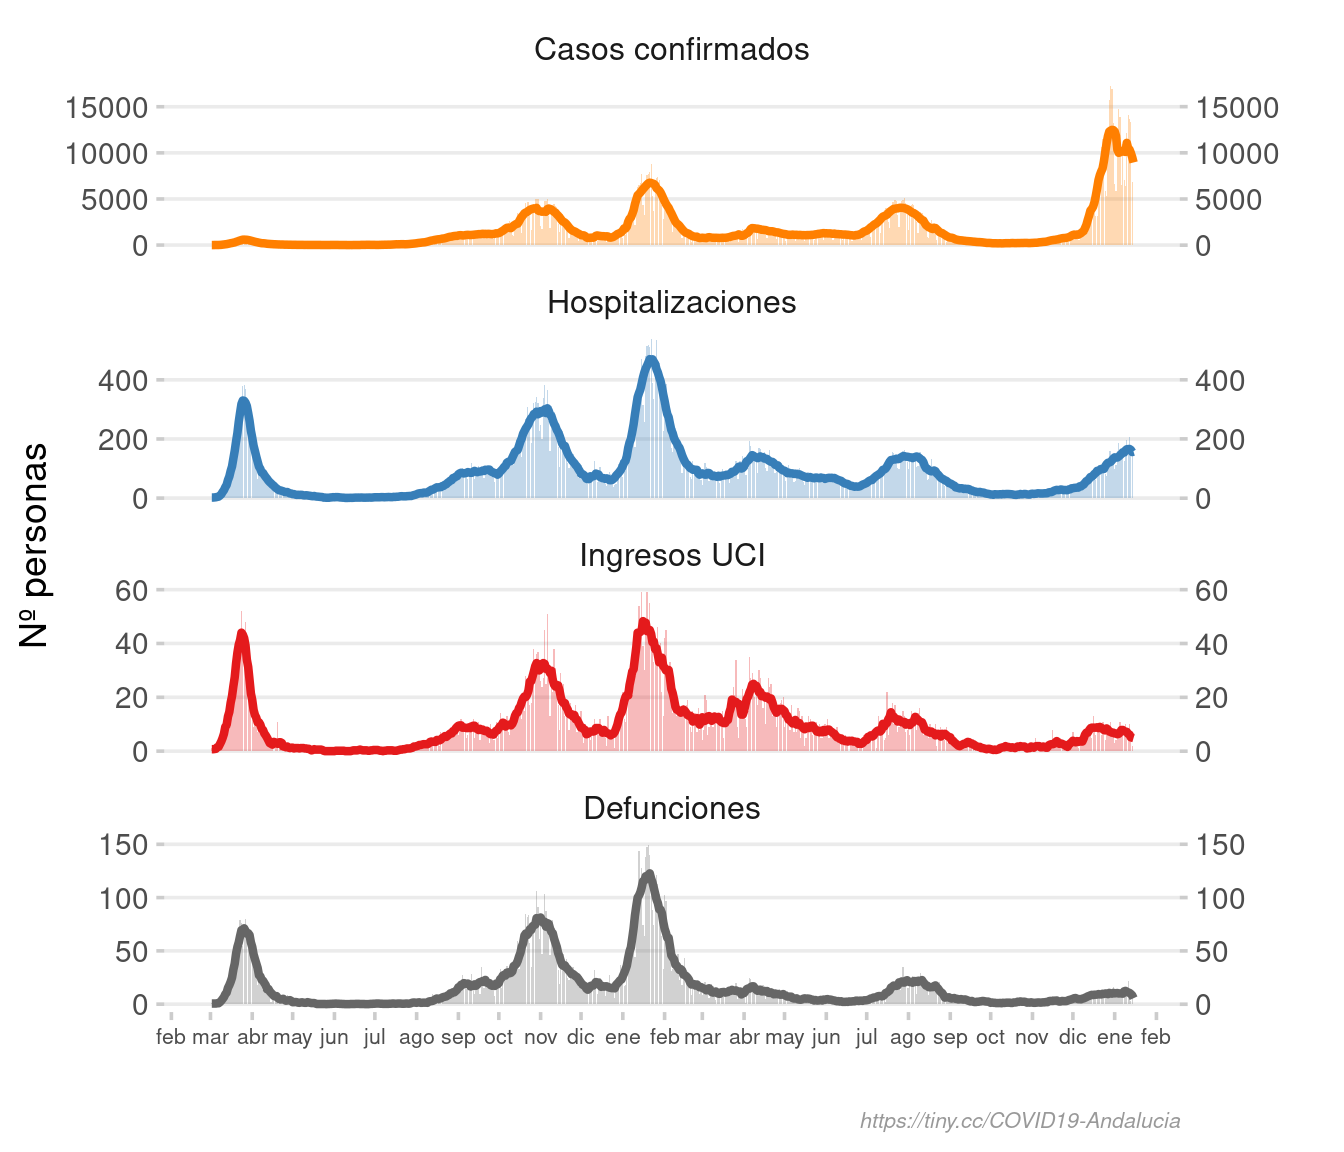 Casos confirmados
15000 15000
10000 10000
5000 5000
0 0
Hospitalizaciones
400 400
200 200
0 0
Nº personas
Ingresos UCI
60 60
40 40
20 20
0 0
Defunciones
150 150
100 100
50 50
0 0
feb mar abr may jun jul ago sep oct nov dic ene feb mar abr may jun jul ago sep oct nov dic ene feb
https://tiny.cc/COVID19-Andalucia